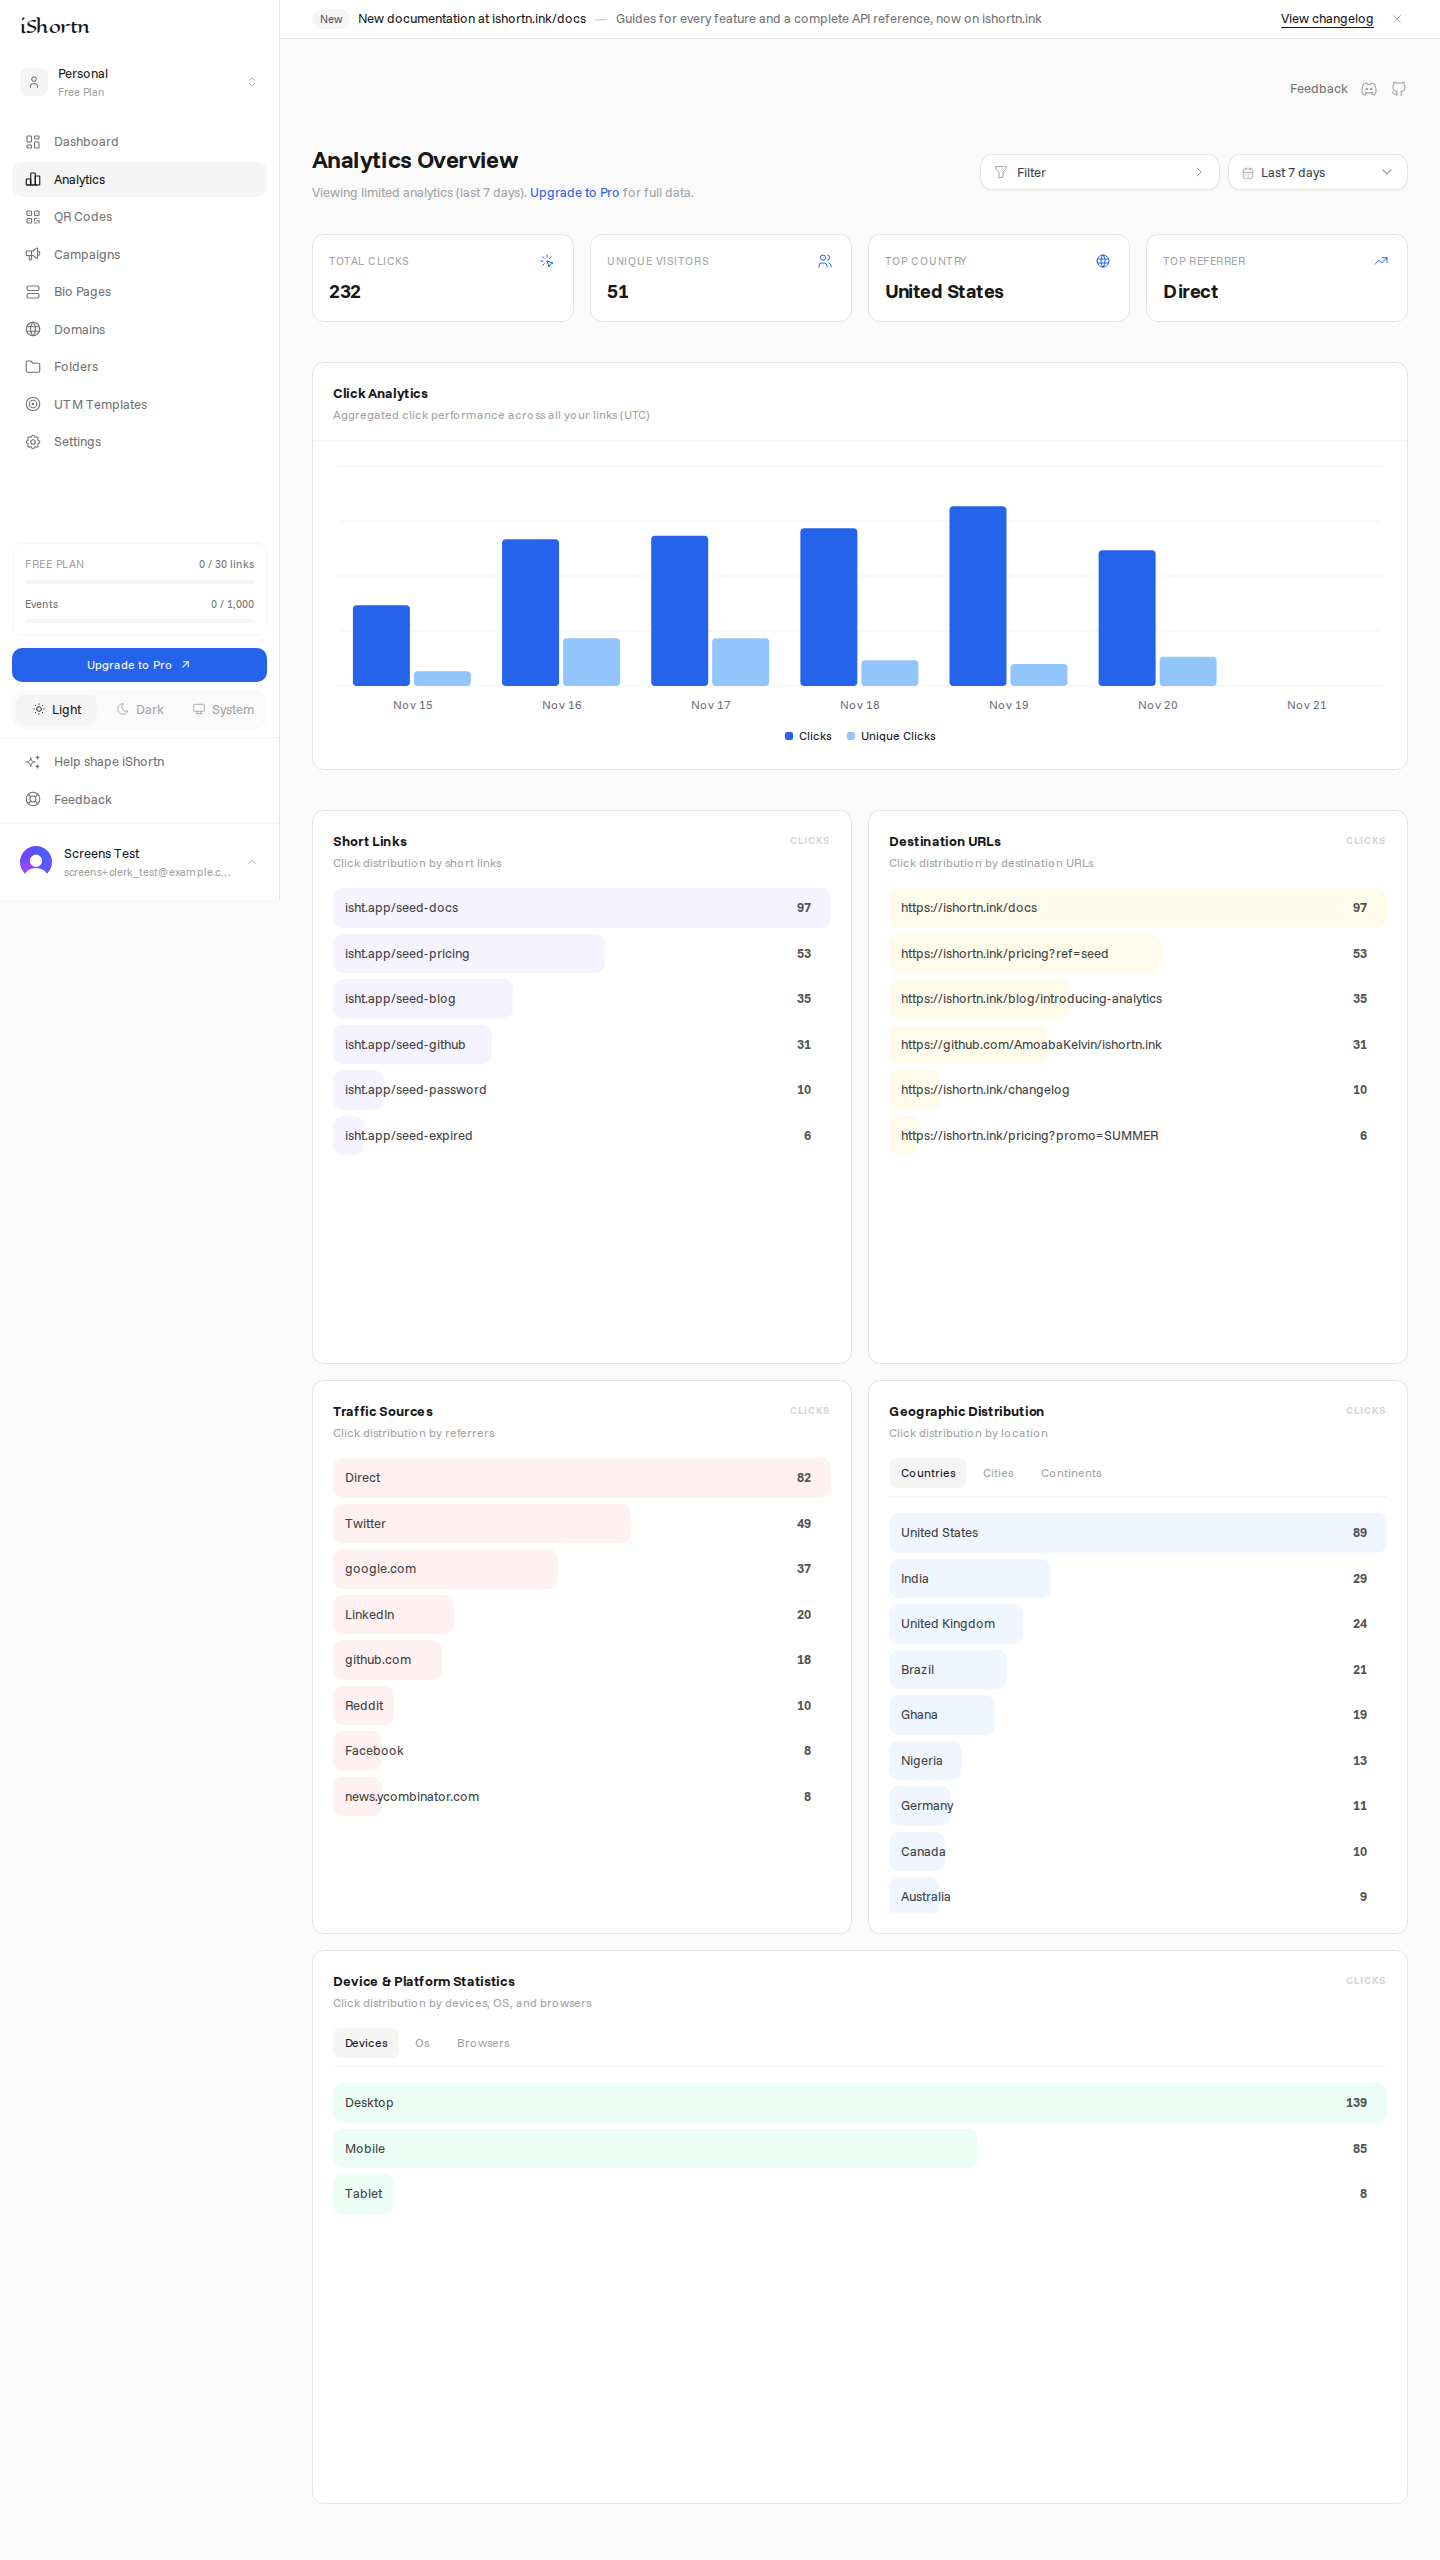 iShortn
Personal
Free Plan
Dashboard
Analytics
QR Codes
Campaigns
Bio Pages
Domains
Folders
UTM Templates
Settings
FREE PLAN 0 / 30 links
Events 0 / 1,000
Upgrade to Pro
Light Dark System
Help shape iShortn
Feedback
Screens Test
screens+clerk_test@example.c...
New New documentation at ishortn.ink/docs — Guides for every feature and a complete API reference, now on ishortn.ink View changelog
Feedback
Analytics Overview
Viewing limited analytics (last 7 days). Upgrade to Pro for full data.
Filter
Last 7 days
TOTAL CLICKS
232
UNIQUE VISITORS
51
TOP COUNTRY
United States
TOP REFERRER
Direct
Click Analytics
Aggregated click performance across all your links (UTC)
Nov 15 Nov 16 Nov 17 Nov 18 Nov 19 Nov 20 Nov 21
Clicks Unique Clicks
Short Links CLICKS
Click distribution by short links
isht.app/seed-docs 97
isht.app/seed-pricing 53
isht.app/seed-blog 35
isht.app/seed-github 31
isht.app/seed-password 10
isht.app/seed-expired 6
Destination URLs CLICKS
Click distribution by destination URLs
https://ishortn.ink/docs 97
https://ishortn.ink/pricing?ref=seed 53
https://ishortn.ink/blog/introducing-analytics 35
https://github.com/AmoabaKelvin/ishortn.ink 31
https://ishortn.ink/changelog 10
https://ishortn.ink/pricing?promo=SUMMER 6
Traffic Sources CLICKS
Click distribution by referrers
Direct 82
Twitter 49
google.com 37
LinkedIn 20
github.com 18
Reddit 10
Facebook 8
news.ycombinator.com 8
Geographic Distribution CLICKS
Click distribution by location
Countries Cities Continents
United States 89
India 29
United Kingdom 24
Brazil 21
Ghana 19
Nigeria 13
Germany 11
Canada 10
Australia 9
Device & Platform Statistics CLICKS
Click distribution by devices, OS, and browsers
Devices Os Browsers
Desktop 139
Mobile 85
Tablet 8